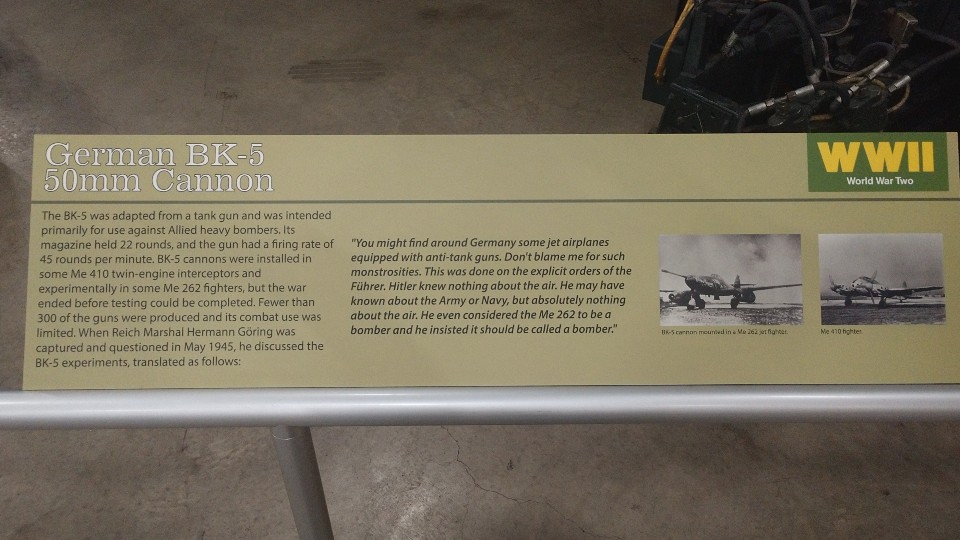 German BK-5
50mm Cannon
WWII
World War Two
The BK-5 was adapted from a tank gun and was intended
primarily for use against Allied heavy bombers. Its
magazine held 22 rounds, and the gun had a firing rate of
45 rounds per minute. BK-5 cannons were installed in
some Me 410 twin-engine interceptors and
experimentally in some Me 262 fighters, but the war
ended before testing could be completed. Fewer than
300 of the guns were produced and its combat use was
limited. When Reich Marshal Hermann Göring was
captured and questioned in May 1945, he discussed the
BK-5 experiments, translated as follows:
"You might find around Germany some jet airplanes
equipped with anti-tank guns. Don't blame me for such
monstrosities. This was done on the explicit orders of the
Führer. Hitler knew nothing about the air. He may have
known about the Army or Navy, but absolutely nothing
about the air. He even considered the Me 262 to be a
bomber and he insisted it should be called a bomber."
BK-5 cannon mounted in a Me 262 jet fighter.
Me 410 fighter.